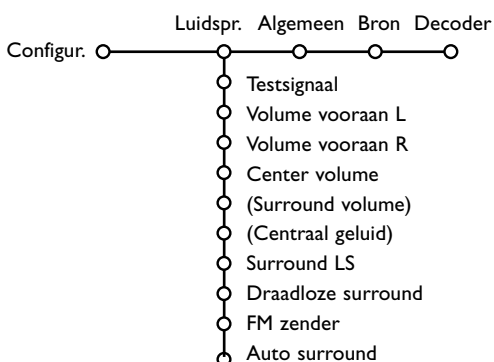 Luidspr. Algemeen Bron Decoder
Configur.
Testsignaal
Volume vooraan L
Volume vooraan R
Center volume
(Surround volume)
(Centraal geluid)
Surround LS
Draadloze surround
FM zender
Auto surround